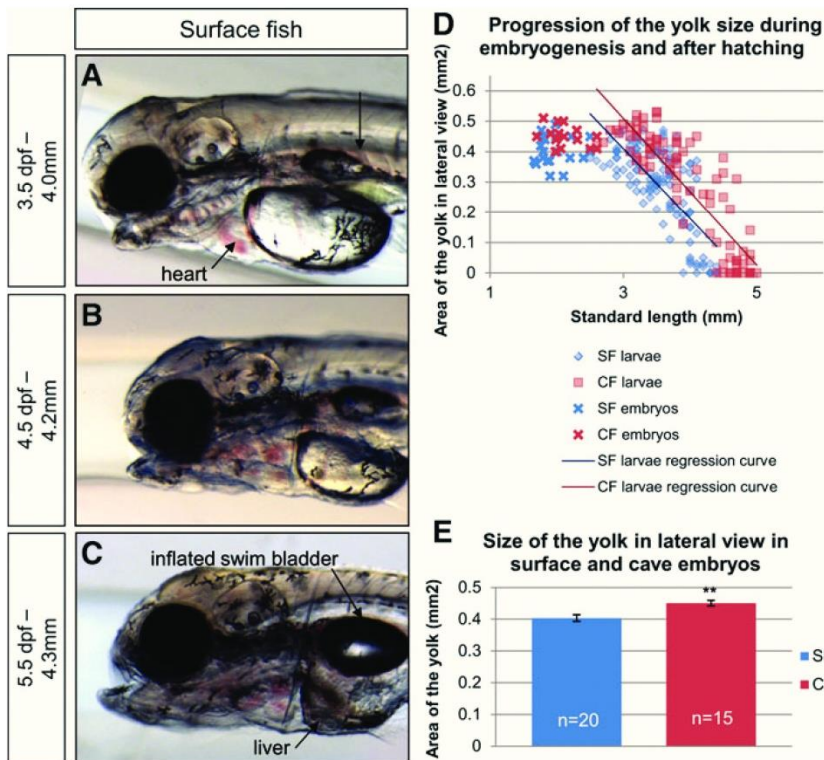 Surface fish
3.5 dpf –
4.0mm
A
heart
4.5 dpf –
4.2mm
B
5.5 dpf –
4.3mm
C
inflated swim bladder
liver
D
Progression of the yolk size during
embryogenesis and after hatching
Area of the yolk in lateral view (mm2)
0.6
0.5
0.4
0.3
0.2
0.1
0
1
3
5
Standard length (mm)
SF larvae
CF larvae
SF embryos
CF embryos
SF larvae regression curve
CF larvae regression curve
E
Size of the yolk in lateral view in
surface and cave embryos
Area of the yolk (mm2)
0.5
0.4
0.3
0.2
0.1
0
**
n=20
n=15
S
C